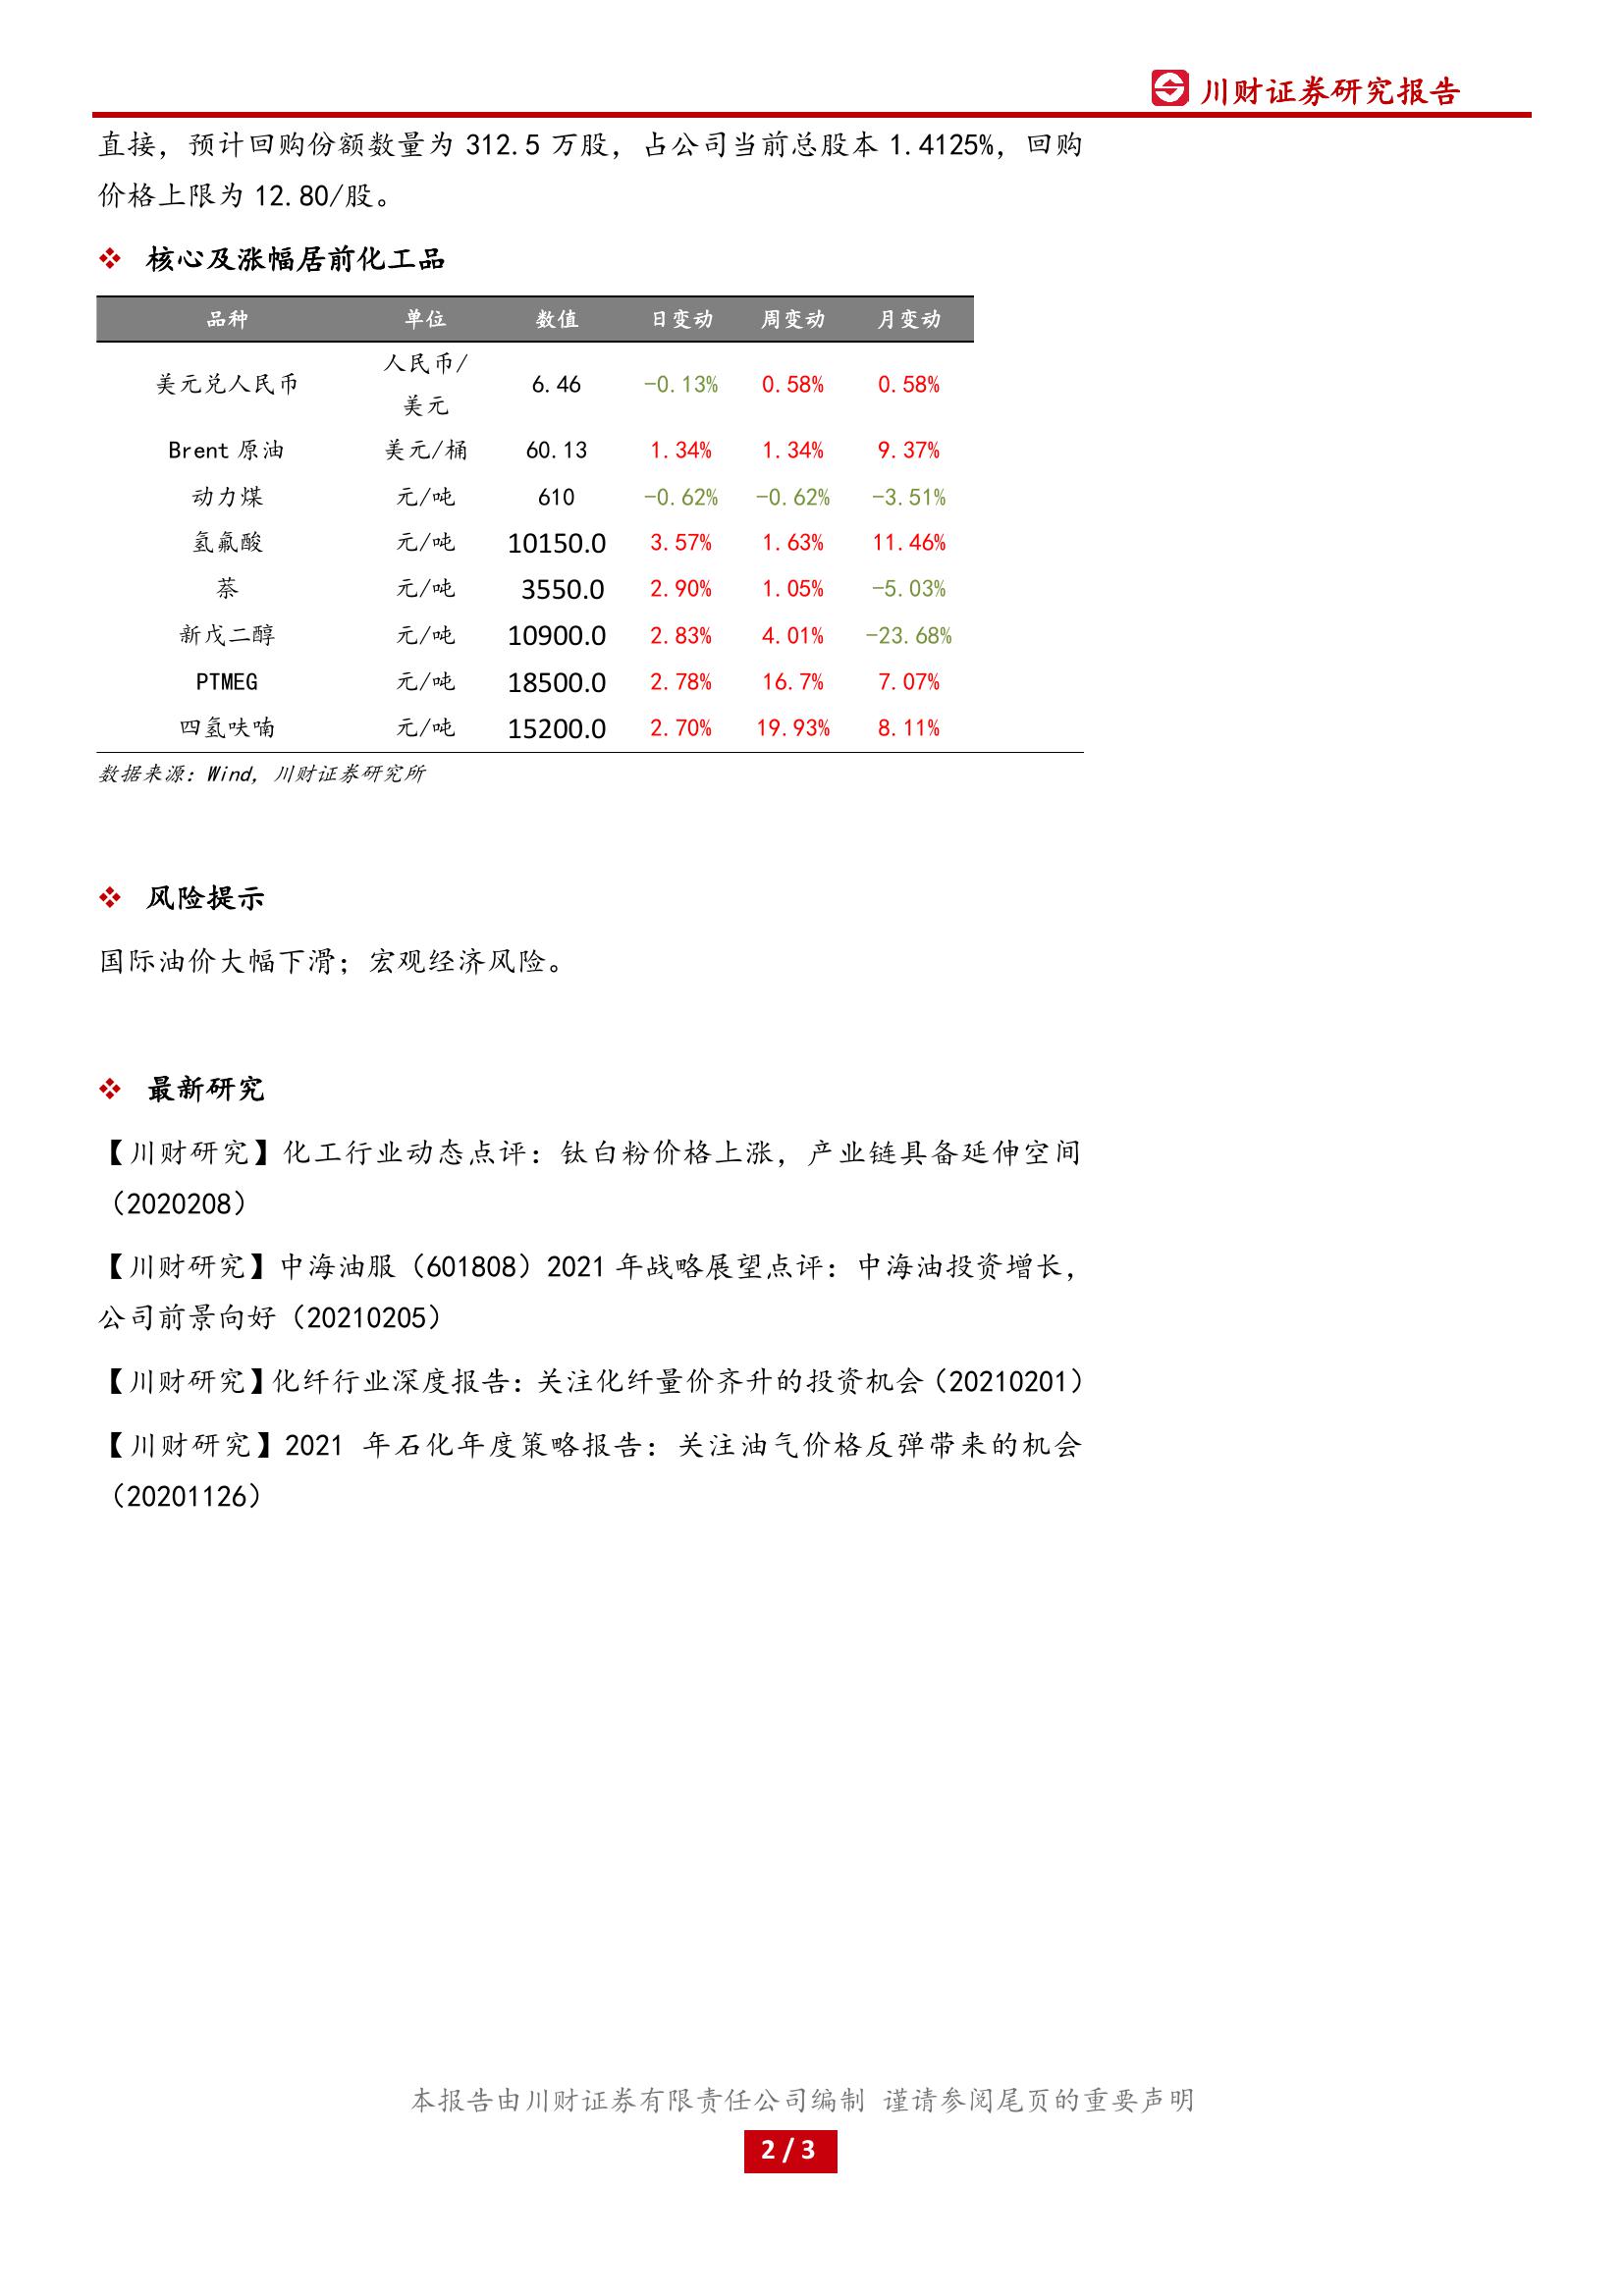 川财证券研究报告
直接，预计回购份额数量为 312.5 万股，占公司当前总股本 1.4125%，回购
价格上限为 12.80/股。
核心及涨幅居前化工品
品种 单位 数值 日变动 周变动 月变动
美元兑人民币 人民币/美元 6.46 -0.13% 0.58% 0.58%
Brent 原油 美元/桶 60.13 1.34% 1.34% 9.37%
动力煤 元/吨 610 -0.62% -0.62% -3.51%
氢氟酸 元/吨 10150.0 3.57% 1.63% 11.46%
萘 元/吨 3550.0 2.90% 1.05% -5.03%
新戊二醇 元/吨 10900.0 2.83% 4.01% -23.68%
PTMEG 元/吨 18500.0 2.78% 16.7% 7.07%
四氢呋喃 元/吨 15200.0 2.70% 19.93% 8.11%
数据来源：Wind，川财证券研究所
风险提示
国际油价大幅下滑；宏观经济风险。
最新研究
【川财研究】化工行业动态点评：钛白粉价格上涨，产业链具备延伸空间
（2020208）
【川财研究】中海油服（601808）2021 年战略展望点评：中海油投资增长，
公司前景向好（20210205）
【川财研究】化纤行业深度报告：关注化纤量价齐升的投资机会（20210201）
【川财研究】2021 年石化年度策略报告：关注油气价格反弹带来的机会
（20201126）
本报告由川财证券有限责任公司编制 谨请参阅尾页的重要声明
2 / 3